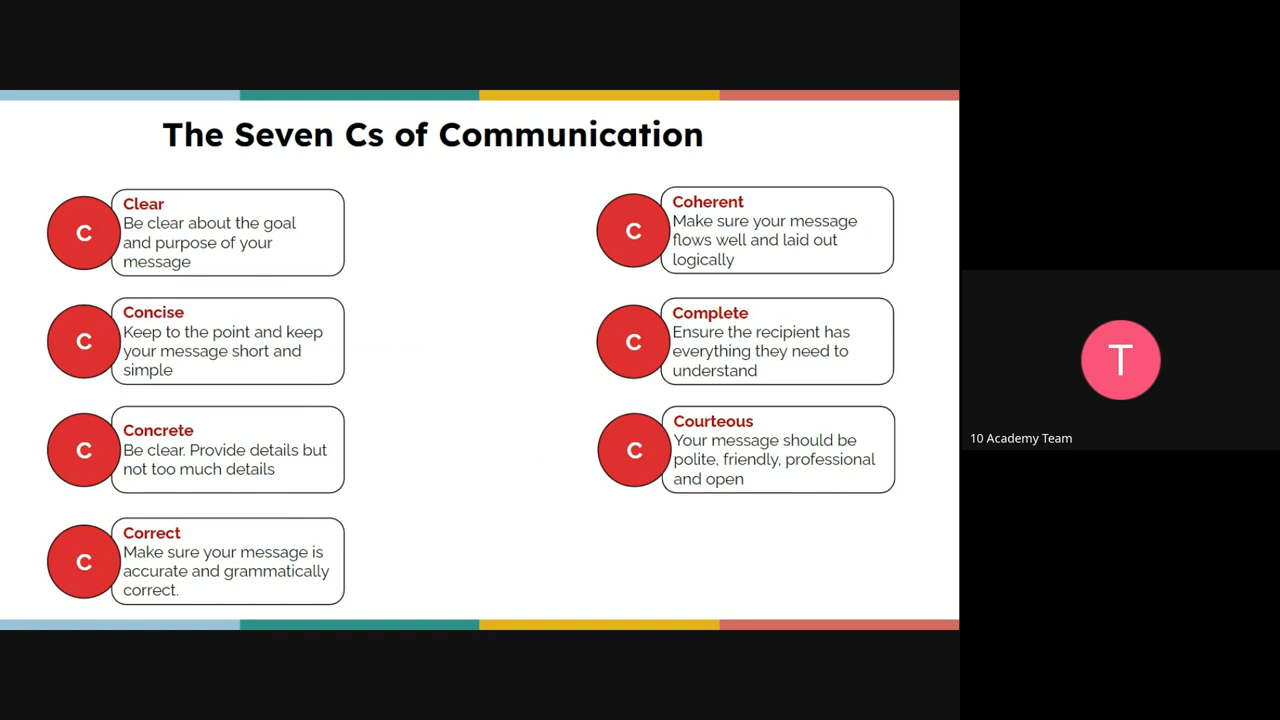 The Seven Cs of Communication
C
Clear
Be clear about the goal
and purpose of your
message
C
Concise
Keep to the point and keep
your message short and
simple
C
Concrete
Be clear. Provide details but
not too much details
C
Correct
Make sure your message is
accurate and grammatically
correct.
C
Coherent
Make sure your message
flows well and laid out
logically
C
Complete
Ensure the recipient has
everything they need to
understand
C
Courteous
Your message should be
polite, friendly, professional
and open
T
10 Academy Team